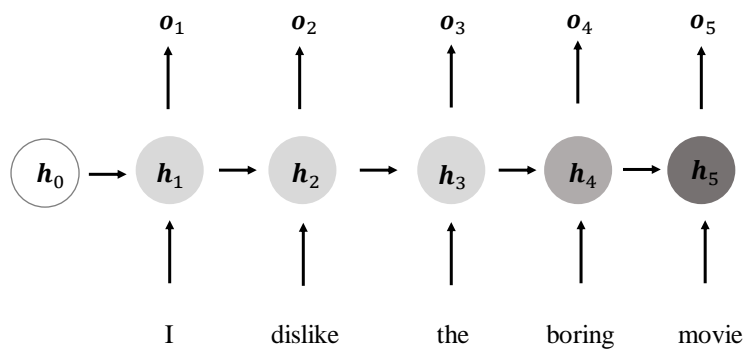 o₁ o₂ o₃ o₄ o₅
h₀ h₁ h₂ h₃ h₄ h₅
I dislike the boring movie